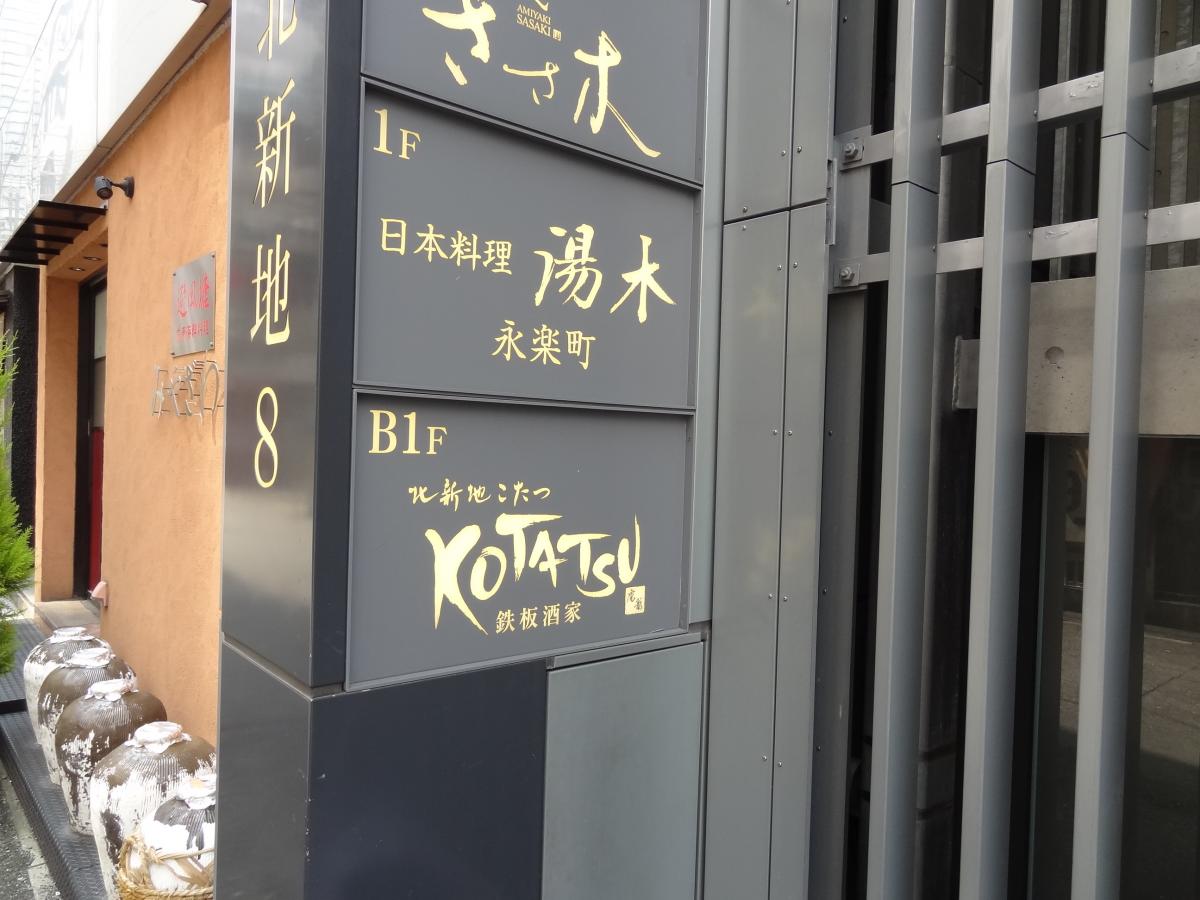 北新地8
AMIYAKI
SASAKI
ささ木
1F
日本料理 湯木
永楽町
B1F
北新地こたつ
KOTATSU
鉄板酒家